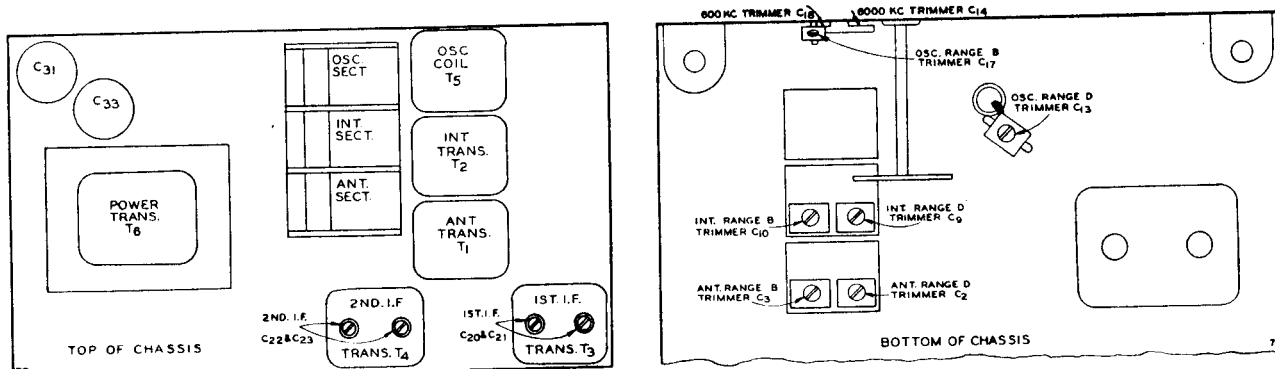 C31
C33
OSC.
SECT
INT.
SECT.
ANT.
SECT.
OSC
COIL
T5
INT
TRANS.
T2
ANT
TRANS.
T1
POWER
TRANS.
T6
2ND. I.F
TRANS. T4
1ST. I.F.
TRANS. T3
2ND. I.F.
C22&C23
1ST. I.F.
C20&C21
TOP OF CHASSIS
600 KC TRIMMER C18
6000 KC TRIMMER C14
OSC. RANGE B
TRIMMER C17
OSC. RANGE D
TRIMMER C13
INT. RANGE B
TRIMMER C10
INT. RANGE D
TRIMMER C9
ANT. RANGE B
TRIMMER C3
ANT. RANGE D
TRIMMER C2
BOTTOM OF CHASSIS
7